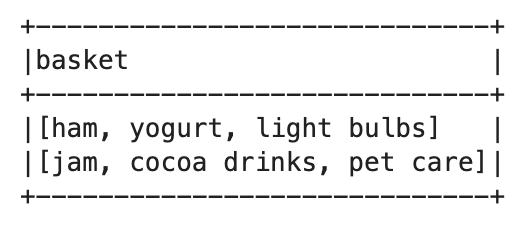 +-----------------------------+
|basket                       |
+-----------------------------+
|[ham, yogurt, light bulbs]   |
|[jam, cocoa drinks, pet care]|
+-----------------------------+